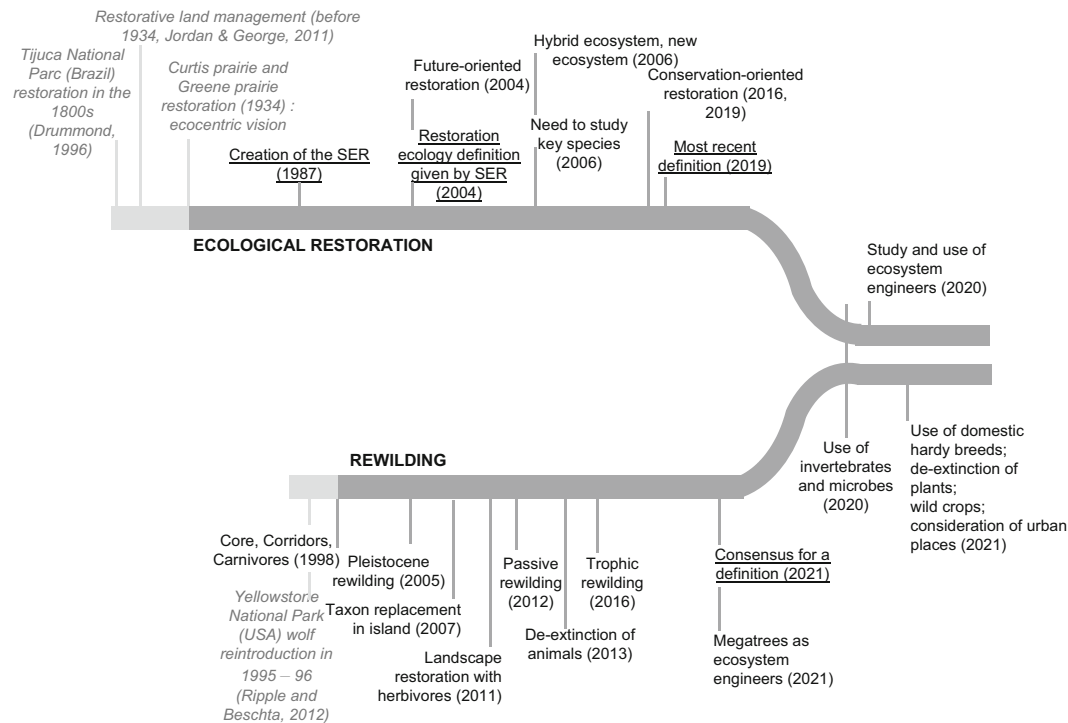 Restorative land management (before
1934, Jordan & George, 2011)
Tijuca National
Parc (Brazil)
restoration in the
1800s
(Drummond,
1996)
Curtis prairie and
Greene prairie
restoration (1934) :
ecocentric vision
Creation of the SER
(1987)
Future-oriented
restoration (2004)
Restoration
ecology definition
given by SER
(2004)
Hybrid ecosystem, new
ecosystem (2006)
Need to study
key species
(2006)
Conservation-oriented
restoration (2016,
2019)
Most recent
definition (2019)
ECOLOGICAL RESTORATION
Study and use of
ecosystem
engineers (2020)
Use of
invertebrates
and microbes
(2020)
Use of domestic
hardy breeds;
de-extinction of
plants;
wild crops;
consideration of urban
places (2021)
REWILDING
Core, Corridors,
Carnivores (1998)
Yellowstone
National Park
(USA) wolf
reintroduction in
1995 – 96
(Ripple and
Beschta, 2012)
Pleistocene
rewilding (2005)
Taxon replacement
in island (2007)
Landscape
restoration with
herbivores (2011)
Passive
rewilding
(2012)
De-extinction of
animals (2013)
Trophic
rewilding
(2016)
Consensus for a
definition (2021)
Megatrees as
ecosystem
engineers (2021)